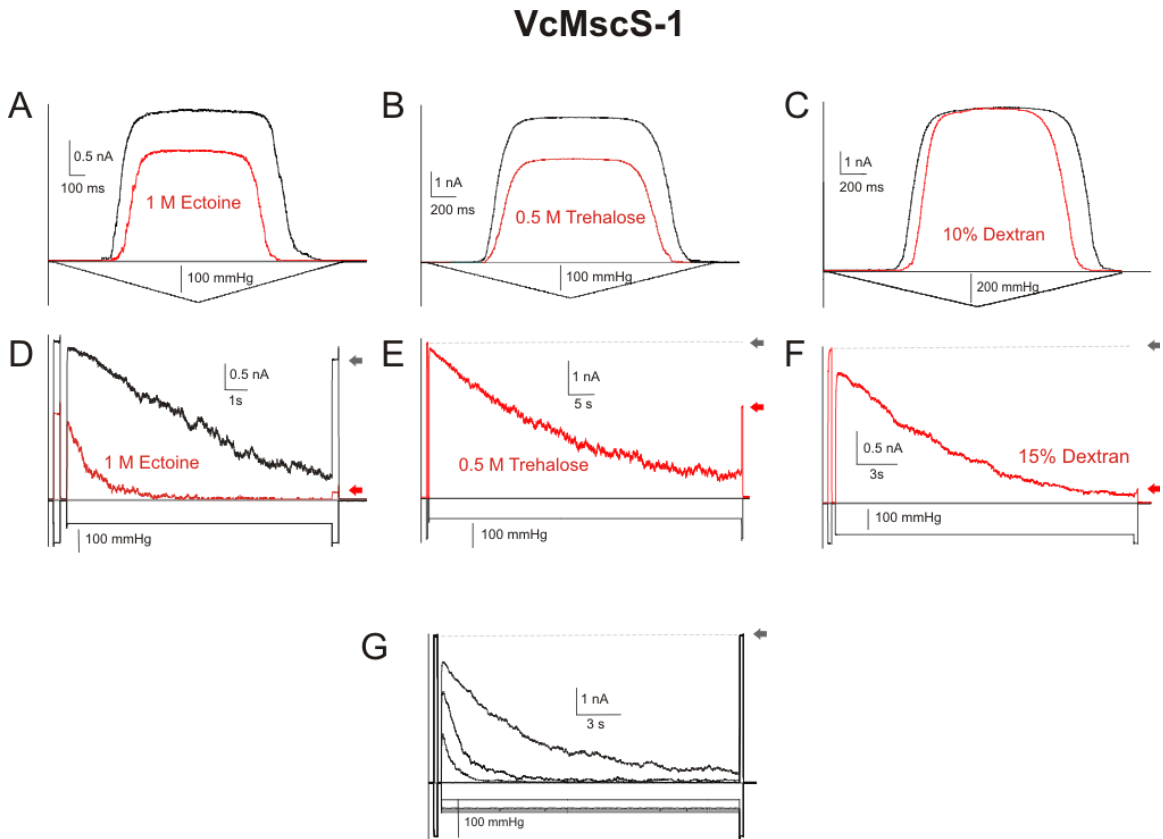 VcMscS-1
A
0.5 nA
100 ms
1 M Ectoine
100 mmHg
B
1 nA
200 ms
0.5 M Trehalose
100 mmHg
C
1 nA
200 ms
10% Dextran
200 mmHg
D
0.5 nA
1s
1 M Ectoine
100 mmHg
E
1 nA
5 s
0.5 M Trehalose
100 mmHg
F
0.5 nA
3s
15% Dextran
100 mmHg
G
1 nA
3 s
100 mmHg